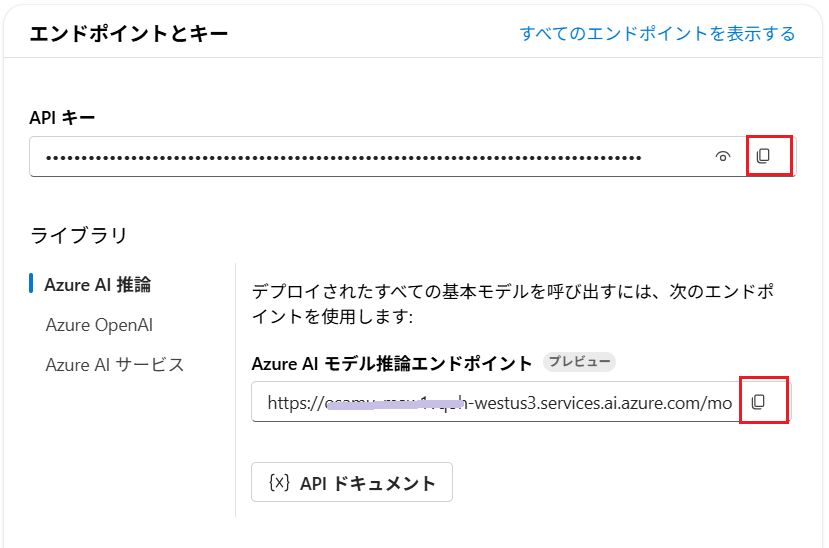 エンドポイントとキー
すべてのエンドポイントを表示する
API キー
ライブラリ
Azure AI 推論
Azure OpenAI
Azure AI サービス
デプロイされたすべての基本モデルを呼び出すには、次のエンドポ
イントを使用します:
Azure AI モデル推論エンドポイント プレビュー
https:// -westus3.services.ai.azure.com/mo
{x} API ドキュメント